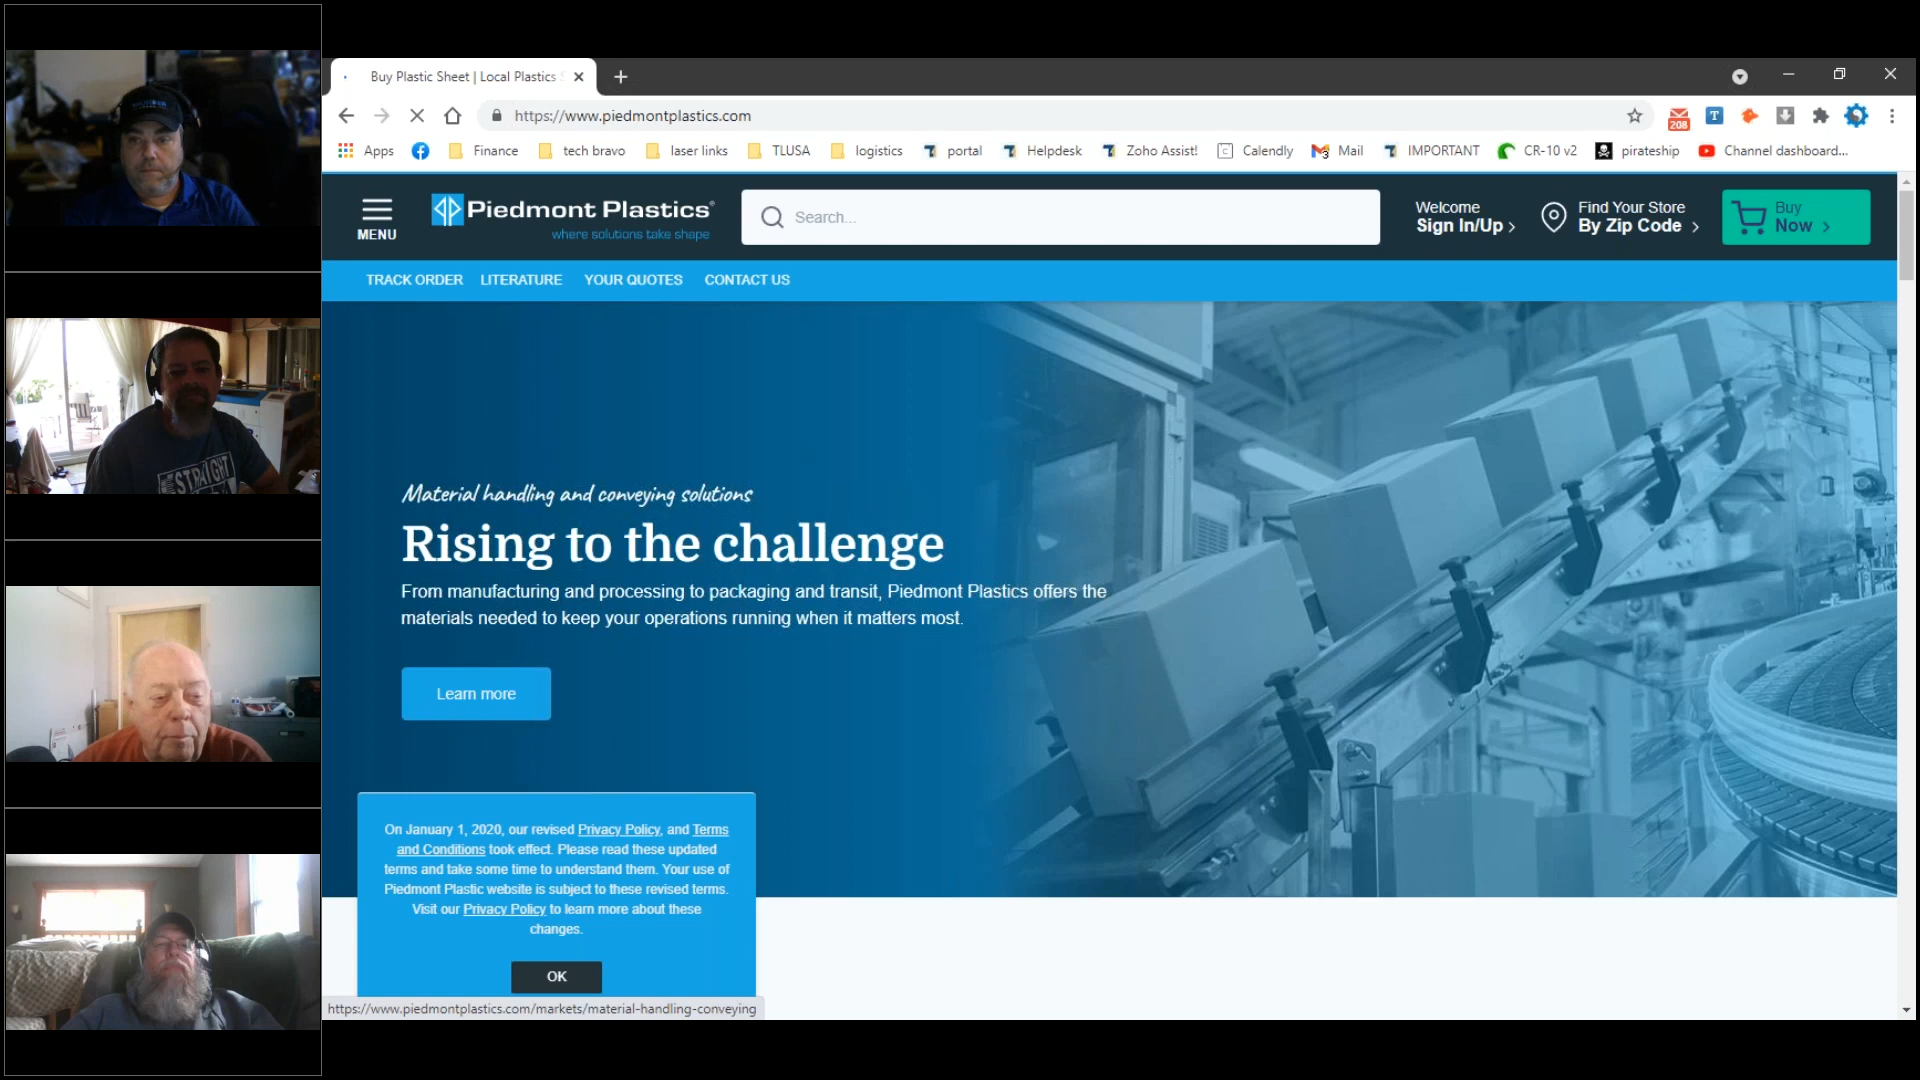 Buy Plastic Sheet | Local Plastics
https://www.piedmontplastics.com
208
T
Apps
Finance
tech bravo
laser links
TLUSA
logistics
portal
Helpdesk
Zoho Assist!
Calendly
Mail
IMPORTANT
CR-10 v2
pirateship
Channel dashboard...
MENU
Piedmont Plastics®
where solutions take shape
Search...
Welcome
Sign In/Up >
Find Your Store
By Zip Code >
Buy
Now >
TRACK ORDER
LITERATURE
YOUR QUOTES
CONTACT US
Material handling and conveying solutions
Rising to the challenge
From manufacturing and processing to packaging and transit, Piedmont Plastics offers the
materials needed to keep your operations running when it matters most.
Learn more
On January 1, 2020, our revised Privacy Policy, and Terms
and Conditions took effect. Please read these updated
terms and take some time to understand them. Your use of
Piedmont Plastic website is subject to these revised terms.
Visit our Privacy Policy to learn more about these
changes.
OK
https://www.piedmontplastics.com/markets/material-handling-conveying
STRAIGHT